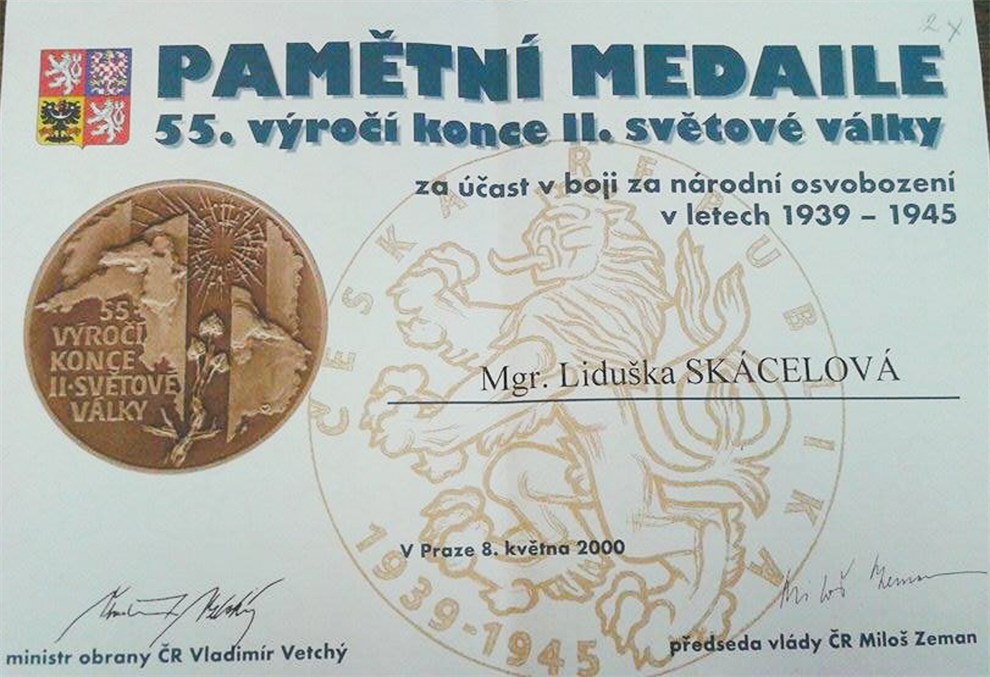 2x
PAMĚTNÍ MEDAILE
55. výročí konce II. světové války
za účast v boji za národní osvobození
v letech 1939 – 1945
55.
VÝROČÍ
KONCE
II. SVĚTOVÉ
VÁLKY
ČESKÁ REPUBLIKA
Mgr. Liduška SKÁCELOVÁ
V Praze 8. května 2000
1939-1945
Miloš Zeman
ministr obrany ČR Vladimír Vetchý
předseda vlády ČR Miloš Zeman